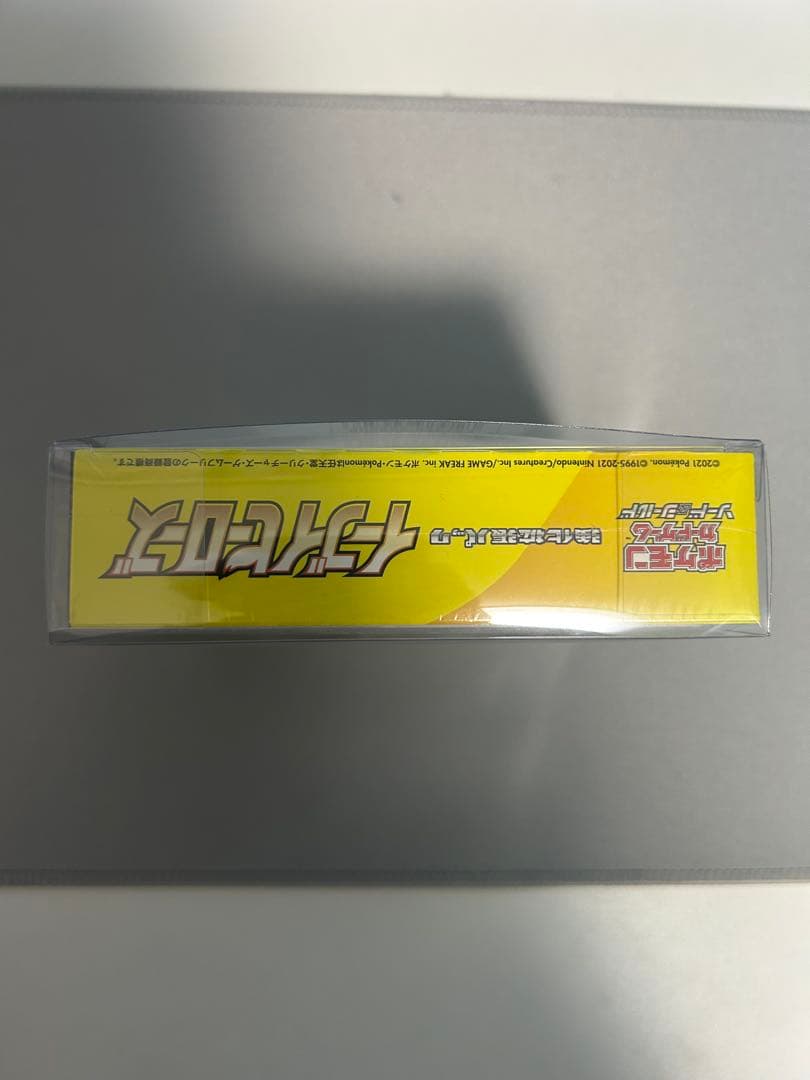 ポケモン
カードゲーム
ソード&シールド
強化拡張パック
イーブイヒーローズ
©2021 Pokémon. ©1995-2021 Nintendo/Creatures Inc./GAME FREAK inc. ポケモン・Pokémonは任天堂・クリーチャーズ・ゲームフリークの登録商標です。